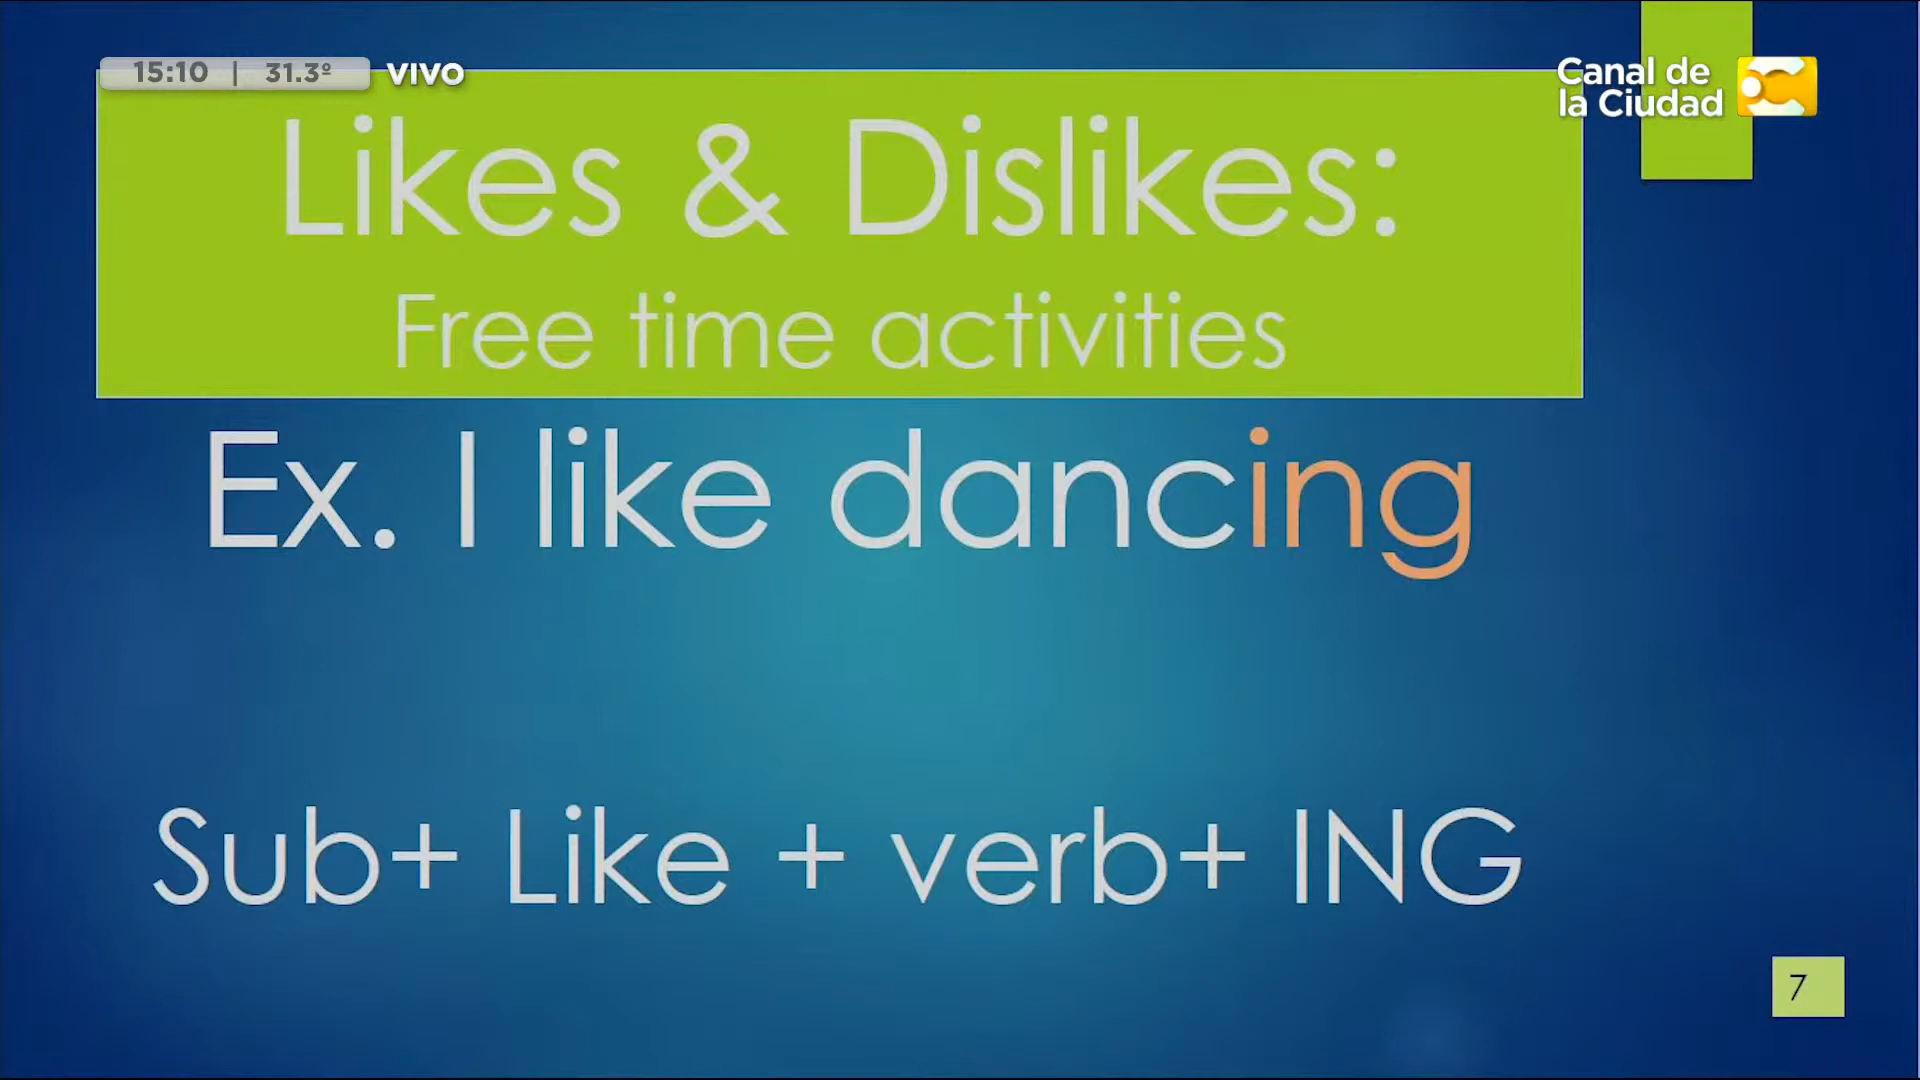 15:10 | 31.3º VIVO
Canal de
la Ciudad
Likes & Dislikes:
Free time activities
Ex. I like dancing
Sub+ Like + verb+ ING
7